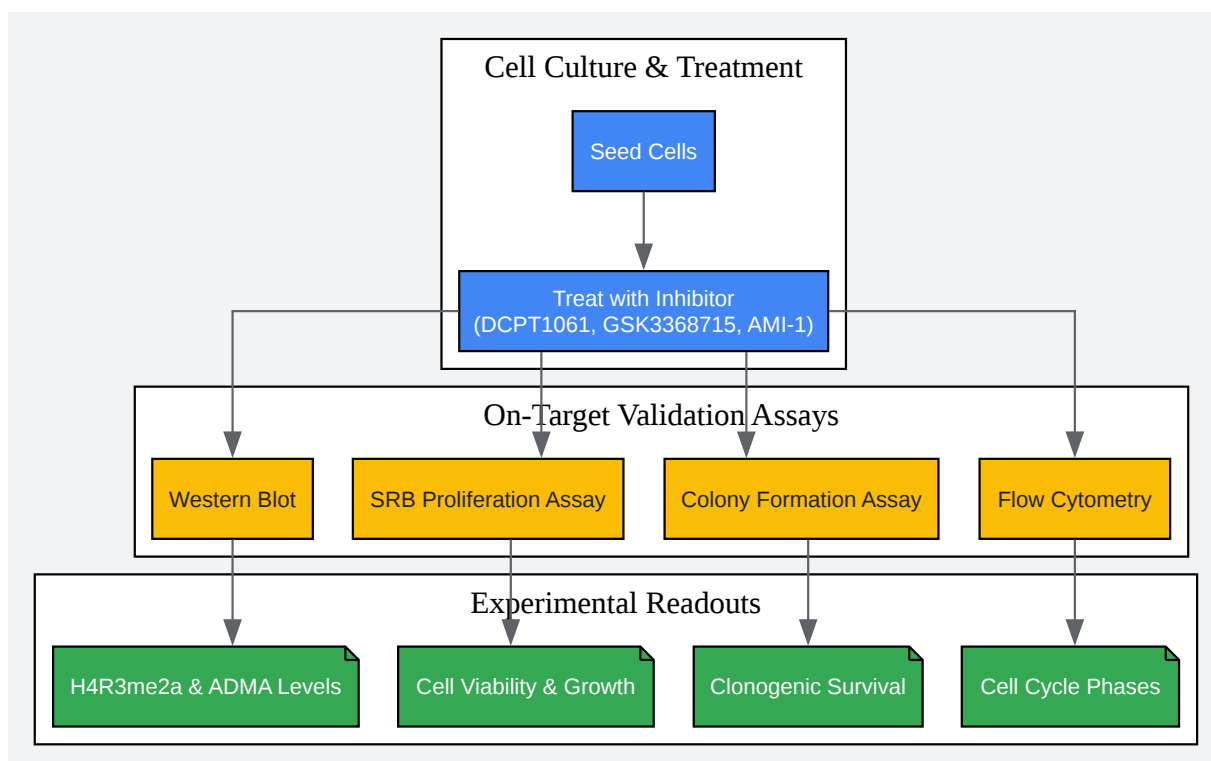 Cell Culture & Treatment
Seed Cells
Treat with Inhibitor
(DCPT1061, GSK3368715, AMI-1)
On-Target Validation Assays
Western Blot
SRB Proliferation Assay
Colony Formation Assay
Flow Cytometry
Experimental Readouts
H4R3me2a & ADMA Levels
Cell Viability & Growth
Clonogenic Survival
Cell Cycle Phases